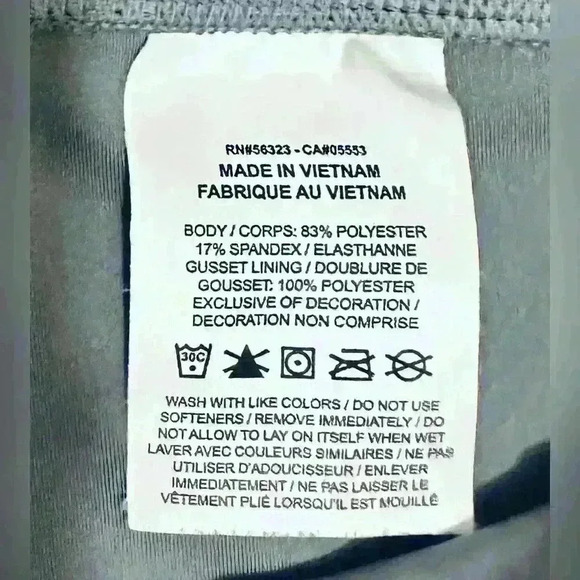 RN#56323 - CA#05553
MADE IN VIETNAM
FABRIQUE AU VIETNAM
BODY / CORPS: 83% POLYESTER
17% SPANDEX / ELASTHANNE
GUSSET LINING / DOUBLURE DE
GOUSSET: 100% POLYESTER
EXCLUSIVE OF DECORATION /
DECORATION NON COMPRISE
30C
WASH WITH LIKE COLORS / DO NOT USE
SOFTENERS / REMOVE IMMEDIATELY / DO
NOT ALLOW TO LAY ON ITSELF WHEN WET
LAVER AVEC COULEURS SIMILAIRES / NE PAS
UTILISER D'ADOUCISSEUR / ENLEVER
IMMEDIATEMENT / NE PAS LAISSER LE
VÊTEMENT PLIÉ LORSQU'IL EST MOUILLÉ